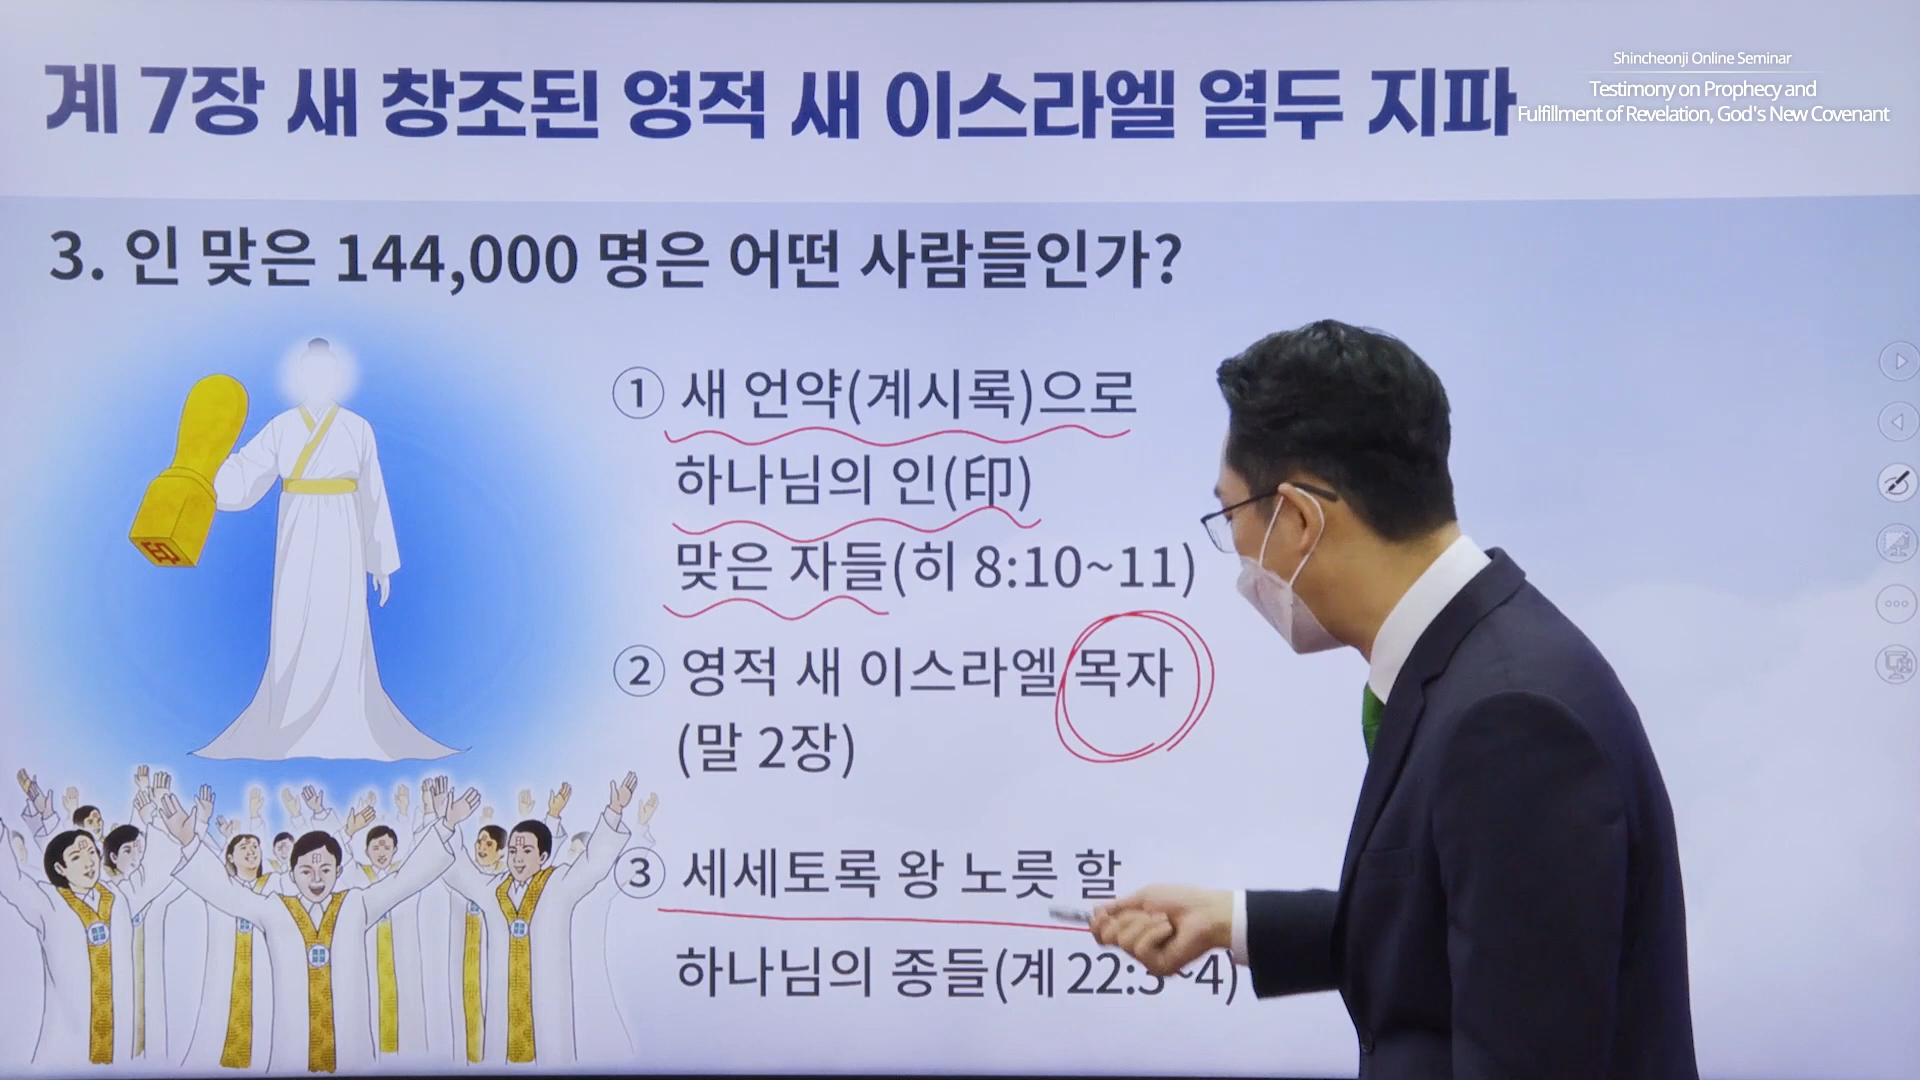 계 7장 새 창조된 영적 새 이스라엘 열두 지파
Shincheonji Online Seminar
Testimony on Prophecy and
Fulfillment of Revelation, God's New Covenant
3. 인 맞은 144,000 명은 어떤 사람들인가?
① 새 언약(계시록)으로
하나님의 인(印)
맞은 자들(히 8:10~11)
② 영적 새 이스라엘 목자
(말 2장)
③ 세세토록 왕 노릇 할
하나님의 종들(계 22:3~4)
印
印